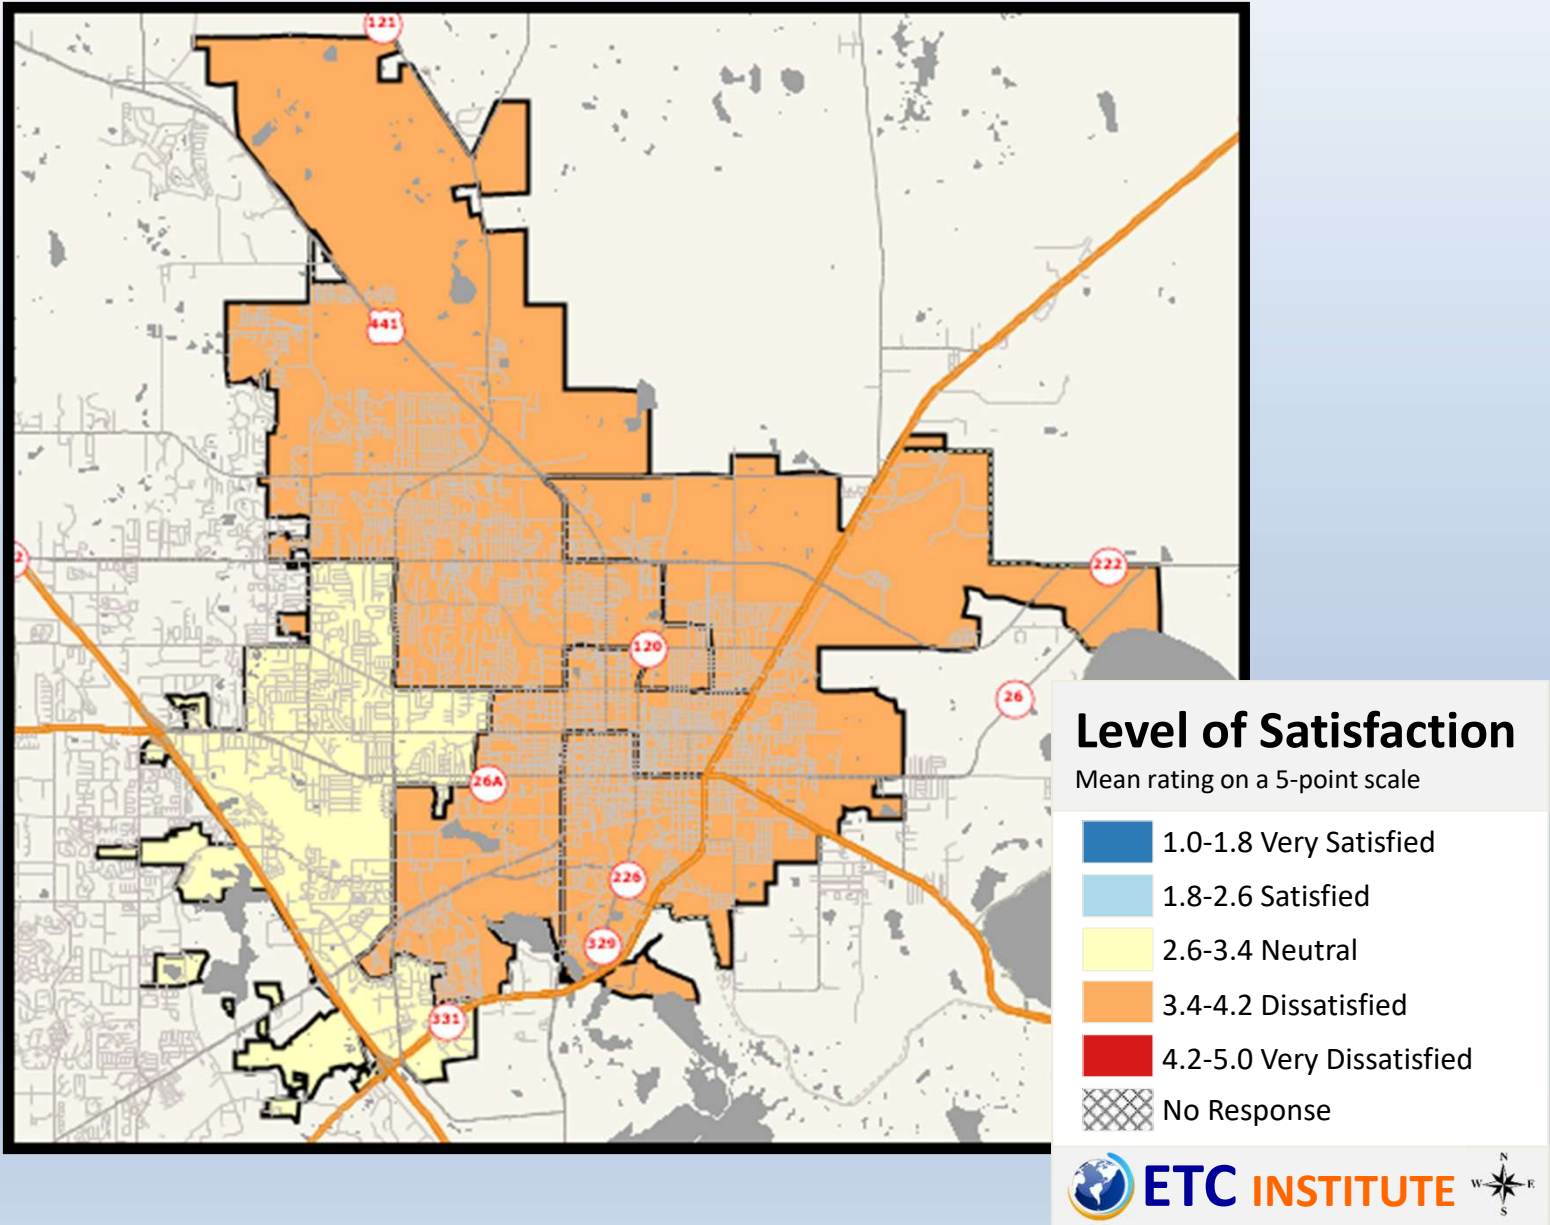 121
441
2
222
120
26
26A
226
329
331
Level of Satisfaction
Mean rating on a 5-point scale
1.0-1.8 Very Satisfied
1.8-2.6 Satisfied
2.6-3.4 Neutral
3.4-4.2 Dissatisfied
4.2-5.0 Very Dissatisfied
No Response
ETC INSTITUTE
N
W E
S